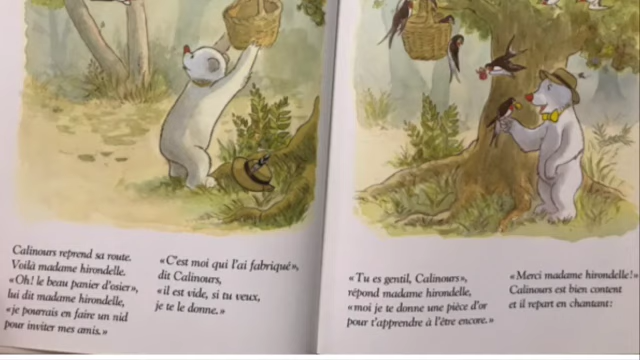 Calinours reprend sa route.
Voilà madame hirondelle.
«Oh! le beau panier d'osier»,
lui dit madame hirondelle,
«je pourrais en faire un nid
pour inviter mes amis.»
«C'est moi qui l'ai fabriqué»,
dit Calinours,
«il est vide, si tu veux,
je te le donne.»
«Tu es gentil, Calinours»,
répond madame hirondelle,
«moi je te donne une pièce d'or
pour t'apprendre à l'être encore.»
«Merci madame hirondelle!»
Calinours est bien content
et il repart en chantant: